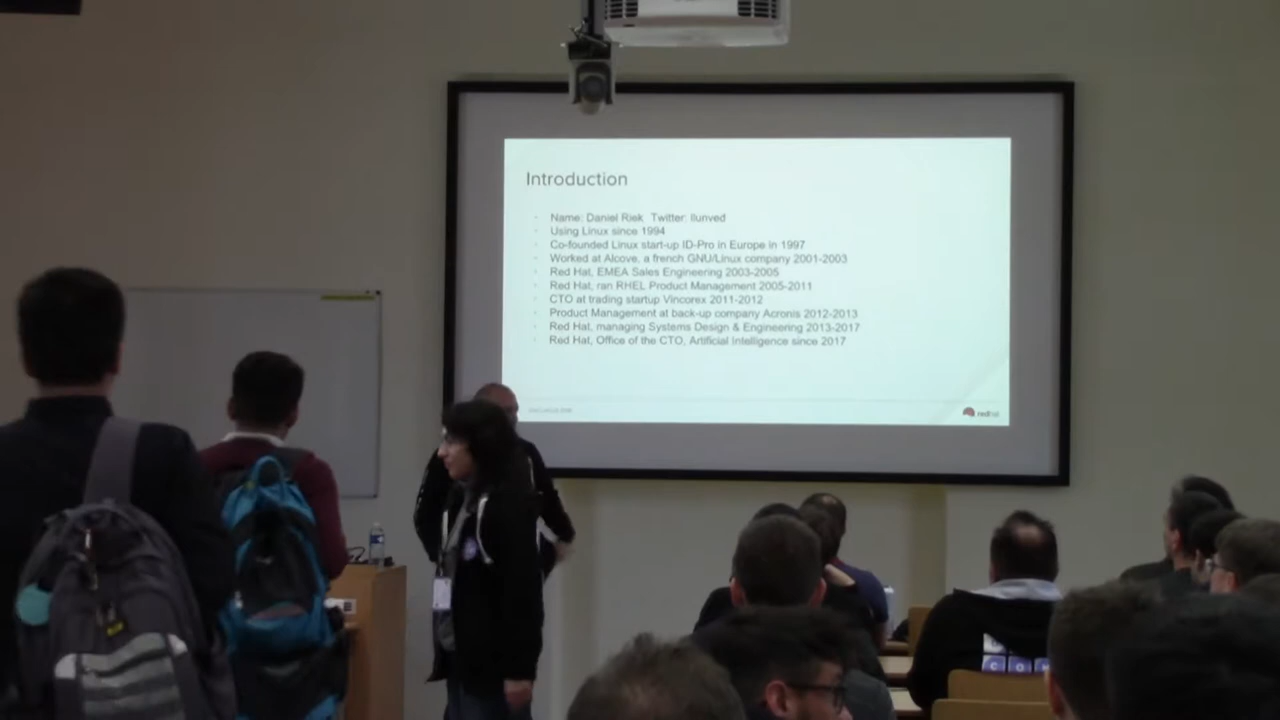 Introduction
Name: Daniel Riek Twitter: llunved
Using Linux since 1994
Co-founded Linux start-up ID-Pro in Europe in 1997
Worked at Alcove, a french GNU/Linux company 2001-2003
Red Hat, EMEA Sales Engineering 2003-2005
Red Hat, ran RHEL Product Management 2005-2011
CTO at trading startup Vincorex 2011-2012
Product Management at back-up company Acronis 2012-2013
Red Hat, managing Systems Design & Engineering 2013-2017
Red Hat, Office of the CTO, Artificial Intelligence since 2017
redhat